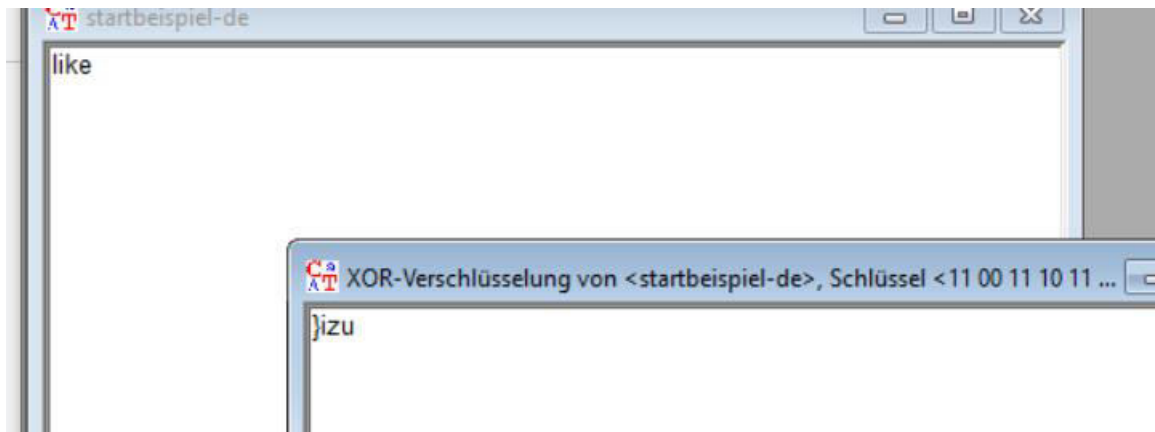 startbeispiel-de
like
XOR-Verschlüsselung von <startbeispiel-de>, Schlüssel <11 00 11 10 11 ...
}izu